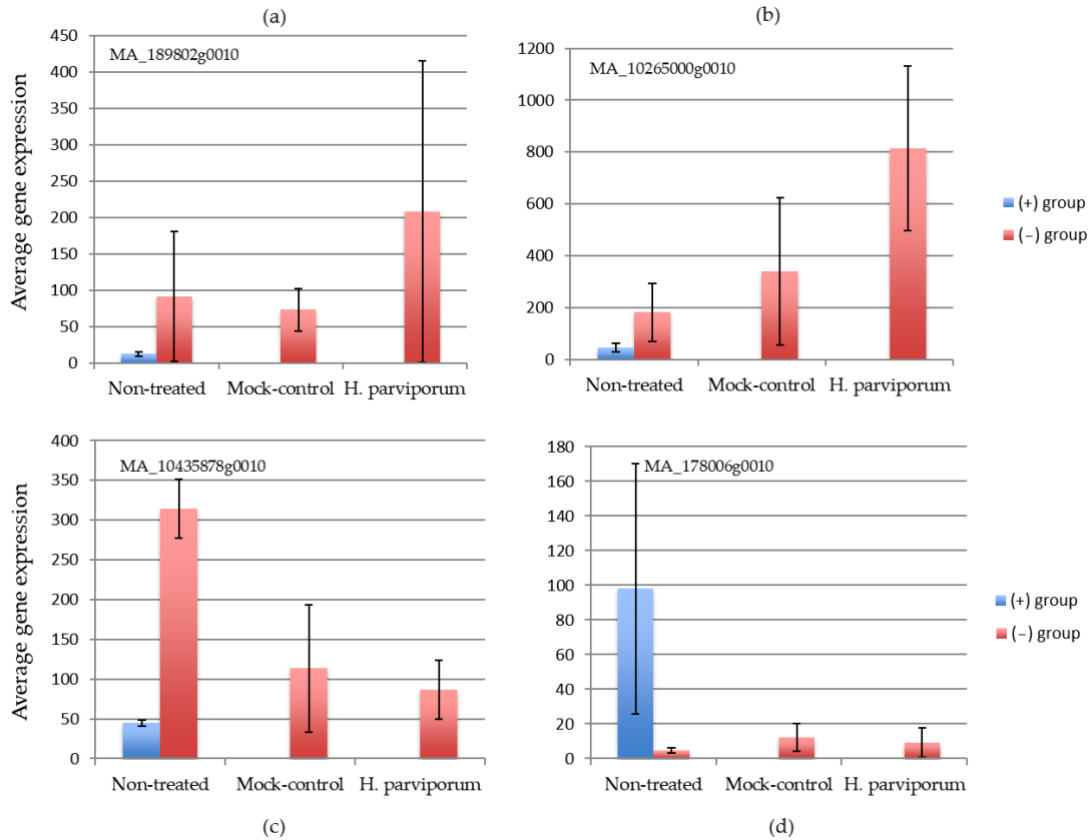 (a)
(b)
450
400
350
300
250
200
150
100
50
0
Average gene expression
MA_189802g0010
Non-treated
Mock-control
H. parviporum
1200
1000
800
600
400
200
0
MA_10265000g0010
Non-treated
Mock-control
H. parviporum
(+) group
(−) group
400
350
300
250
200
150
100
50
0
Average gene expression
MA_10435878g0010
Non-treated
Mock-control
H. parviporum
180
160
140
120
100
80
60
40
20
0
MA_178006g0010
Non-treated
Mock-control
H. parviporum
(+) group
(−) group
(c)
(d)